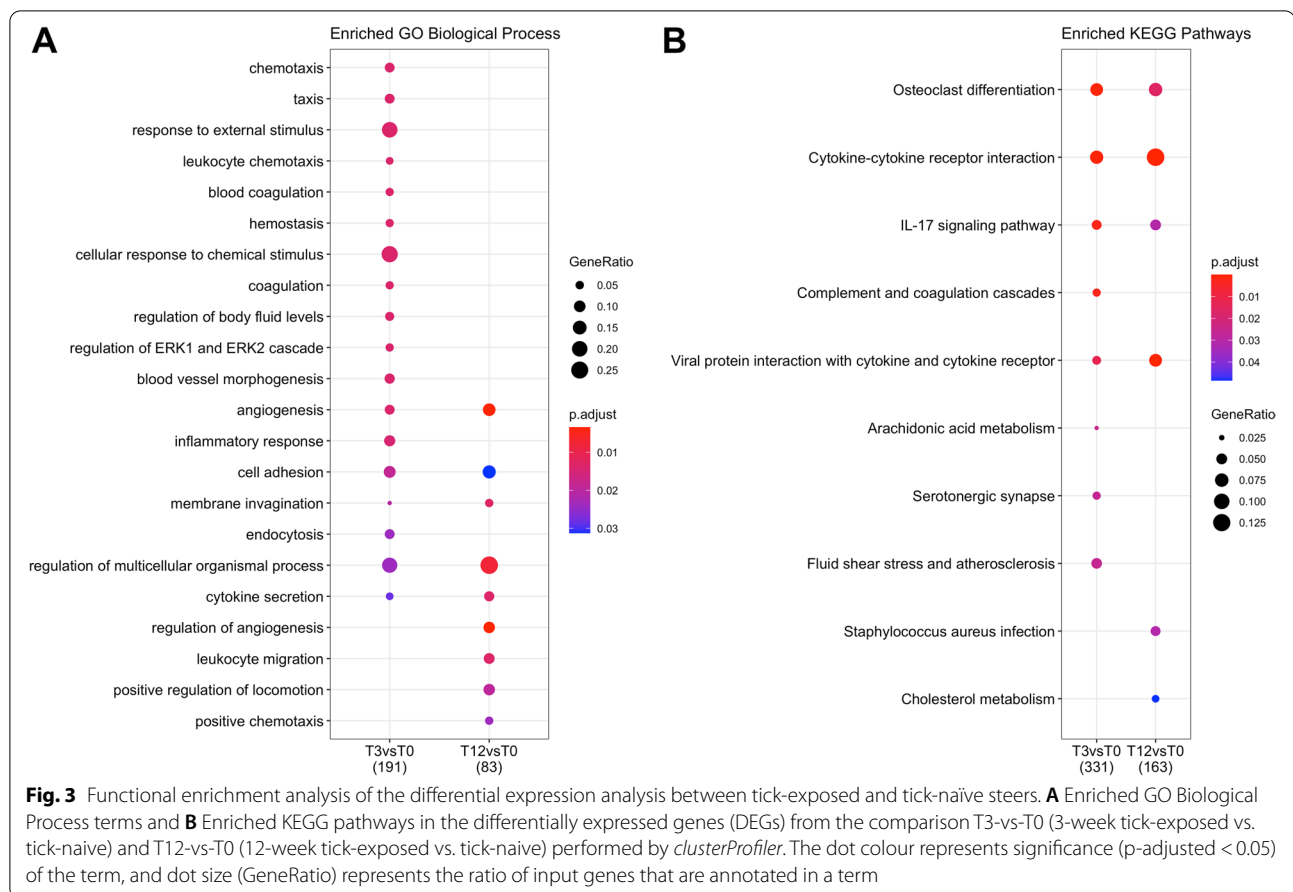 A
Enriched GO Biological Process
chemotaxis
taxis
response to external stimulus
leukocyte chemotaxis
blood coagulation
hemostasis
cellular response to chemical stimulus
coagulation
regulation of body fluid levels
regulation of ERK1 and ERK2 cascade
blood vessel morphogenesis
angiogenesis
inflammatory response
cell adhesion
membrane invagination
endocytosis
regulation of multicellular organismal process
cytokine secretion
regulation of angiogenesis
leukocyte migration
positive regulation of locomotion
positive chemotaxis
T3vsT0 T12vsT0
(191) (83)
GeneRatio
0.05
0.10
0.15
0.20
0.25
p.adjust
0.01
0.02
0.03
B
Enriched KEGG Pathways
Osteoclast differentiation
Cytokine-cytokine receptor interaction
IL-17 signaling pathway
Complement and coagulation cascades
Viral protein interaction with cytokine and cytokine receptor
Arachidonic acid metabolism
Serotonergic synapse
Fluid shear stress and atherosclerosis
Staphylococcus aureus infection
Cholesterol metabolism
T3vsT0 T12vsT0
(331) (163)
p.adjust
0.01
0.02
0.03
0.04
GeneRatio
0.025
0.050
0.075
0.100
0.125
Fig. 3 Functional enrichment analysis of the differential expression analysis between tick-exposed and tick-naïve steers. A Enriched GO Biological
Process terms and B Enriched KEGG pathways in the differentially expressed genes (DEGs) from the comparison T3-vs-T0 (3-week tick-exposed vs.
tick-naive) and T12-vs-T0 (12-week tick-exposed vs. tick-naive) performed by clusterProfiler. The dot colour represents significance (p-adjusted < 0.05)
of the term, and dot size (GeneRatio) represents the ratio of input genes that are annotated in a term